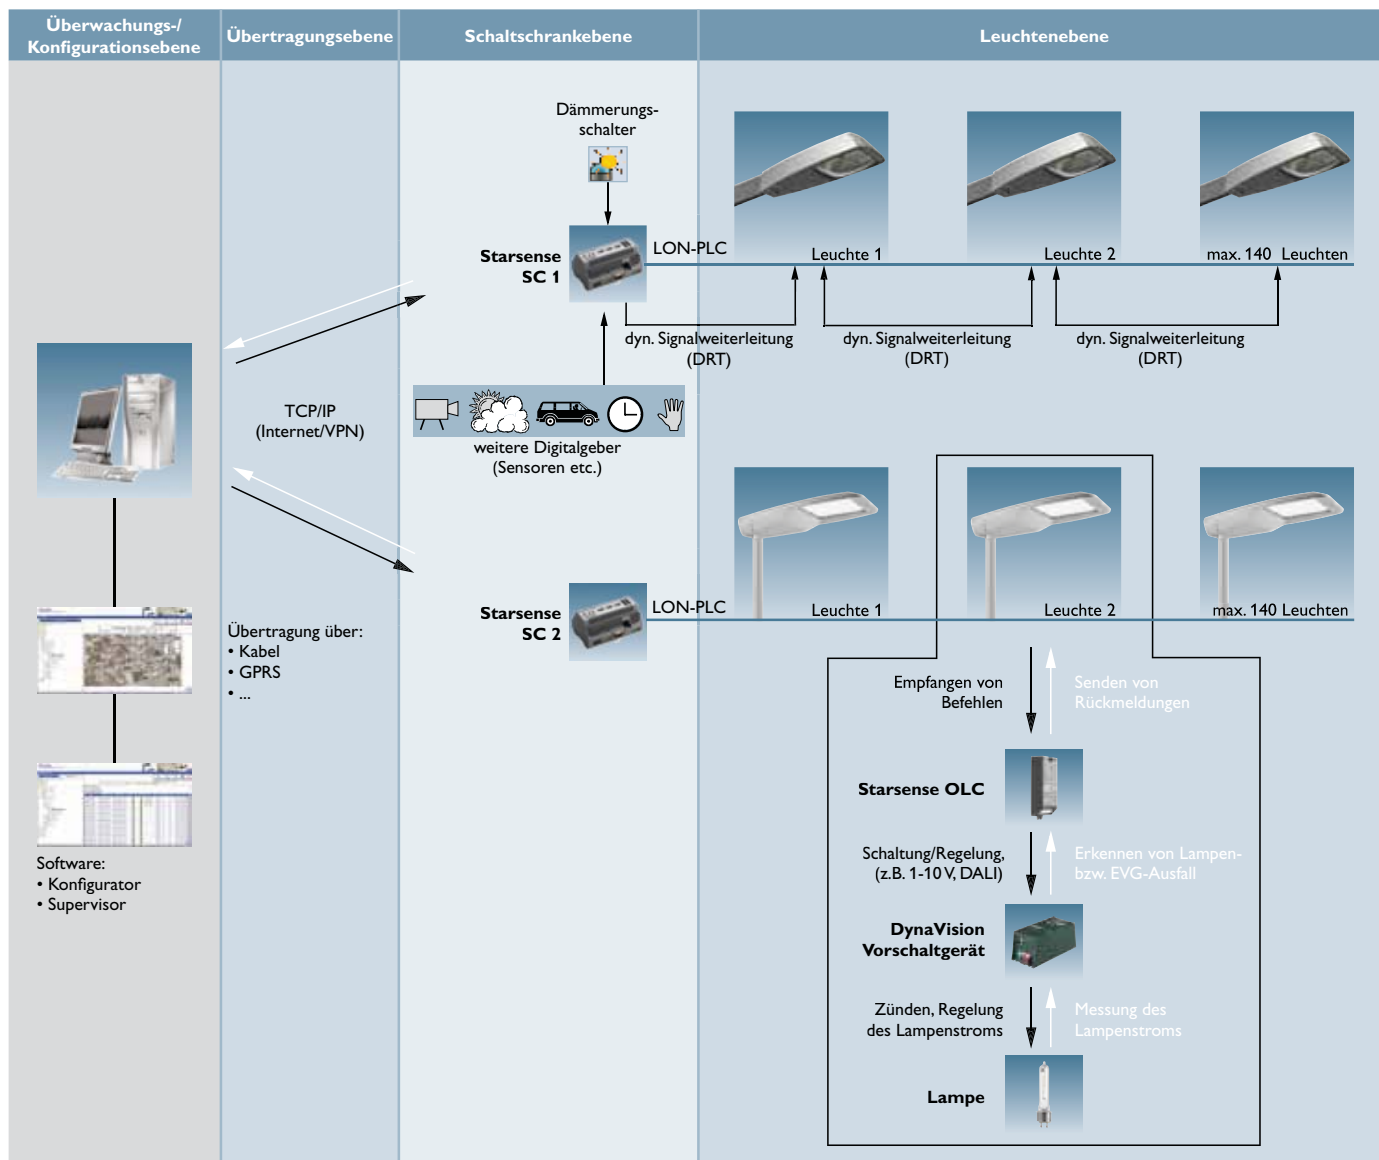 Überwachungs-/
Konfigurationsebene
Übertragungsebene
Schaltschrankebene
Leuchtenebene
Dämmerungs-
schalter
Starsense
SC 1
LON-PLC
Leuchte 1
Leuchte 2
max. 140 Leuchten
dyn. Signalweiterleitung
(DRT)
dyn. Signalweiterleitung
(DRT)
dyn. Signalweiterleitung
(DRT)
TCP/IP
(Internet/VPN)
weitere Digitalgeber
(Sensoren etc.)
Starsense
SC 2
LON-PLC
Leuchte 1
Leuchte 2
max. 140 Leuchten
Übertragung über:
• Kabel
• GPRS
• ...
Empfangen von
Befehlen
Senden von
Rückmeldungen
Starsense OLC
Schaltung/Regelung,
(z.B. 1-10 V, DALI)
Erkennen von Lampen-
bzw. EVG-Ausfall
Software:
• Konfigurator
• Supervisor
DynaVision
Vorschaltgerät
Zünden, Regelung
des Lampenstroms
Messung des
Lampenstroms
Lampe